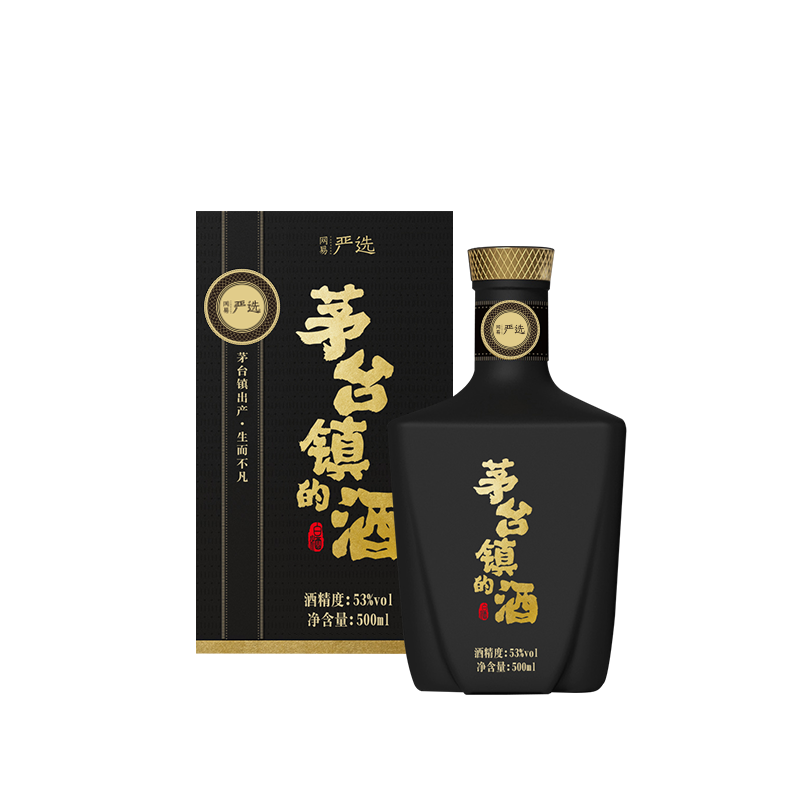 网易 严选
网易 严选
茅台镇出产·生而不凡
茅台镇的酒
白酒
酒精度:53%vol
净含量:500ml
网易 严选
茅台镇的酒
酒精度:53%vol
净含量:500ml